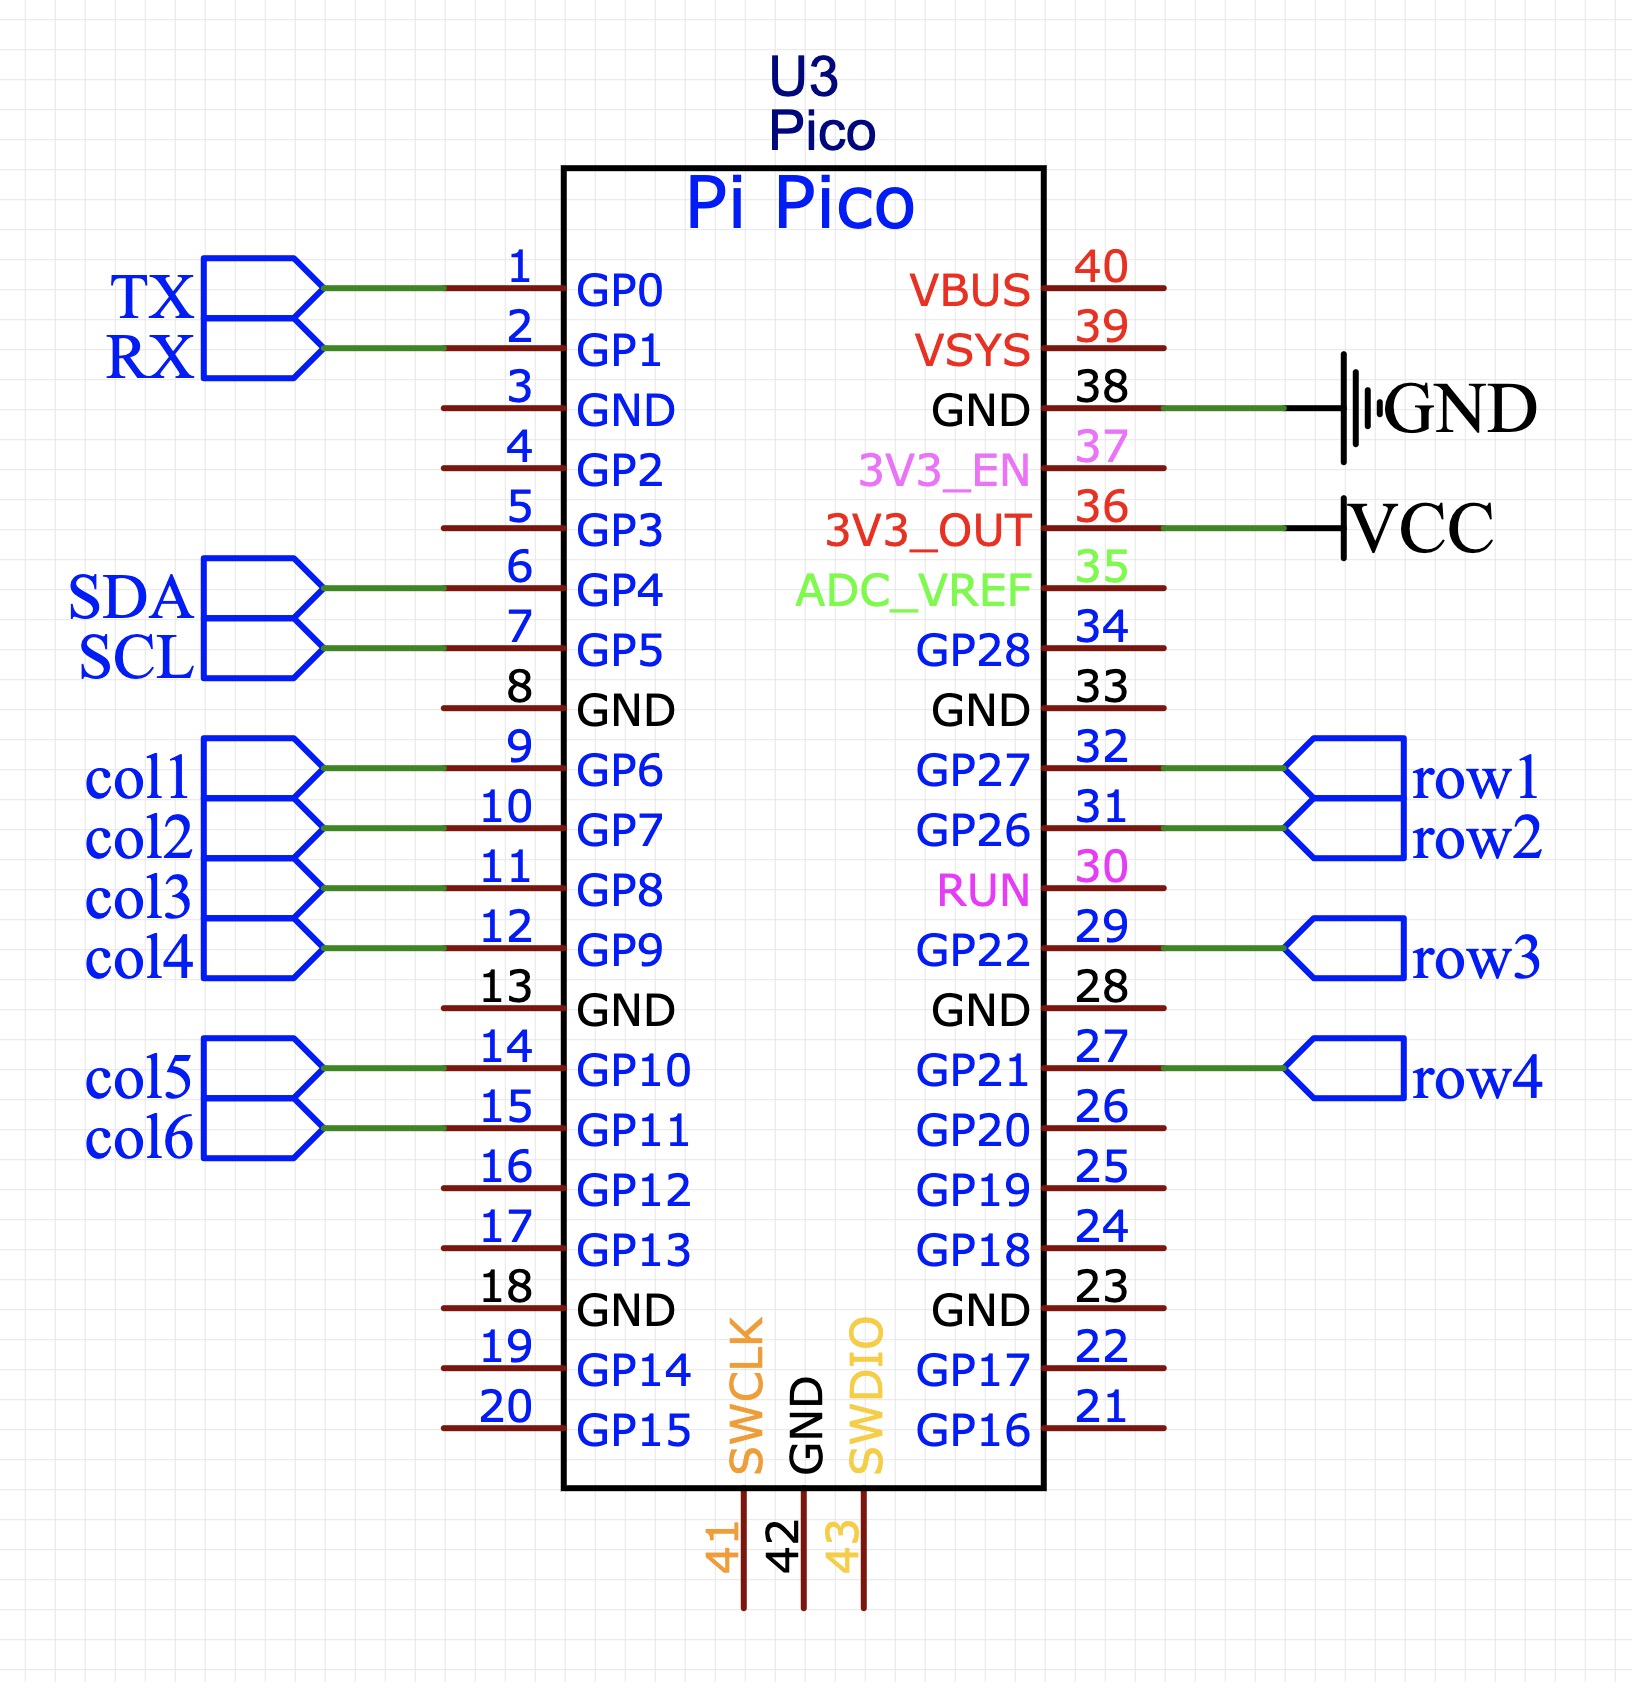 U3
Pico
Pi Pico
TX 1 GP0 VBUS 40
RX 2 GP1 VSYS 39
3 GND GND 38 GND
4 GP2 3V3_EN 37
5 GP3 3V3_OUT 36 VCC
SDA 6 GP4 ADC_VREF 35
SCL 7 GP5 GP28 34
8 GND GND 33
col1 9 GP6 GP27 32 row1
col2 10 GP7 GP26 31 row2
col3 11 GP8 RUN 30
col4 12 GP9 GP22 29 row3
13 GND GND 28
col5 14 GP10 GP21 27 row4
col6 15 GP11 GP20 26
16 GP12 GP19 25
17 GP13 GP18 24
18 GND GND 23
19 GP14 GP17 22
20 GP15 GP16 21
SWCLK GND SWDIO
41 42 43